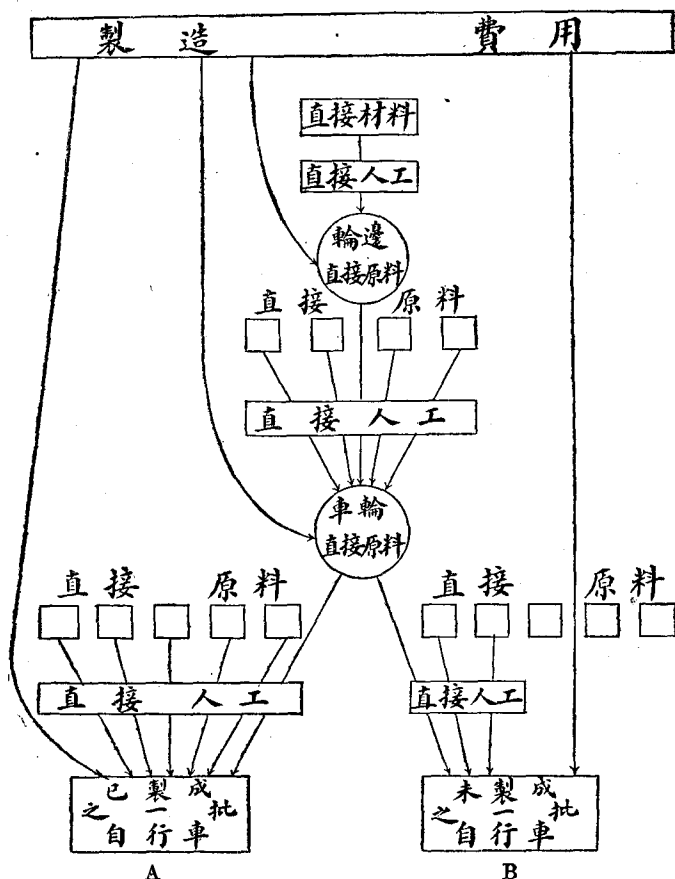 製造費用
直接材料
直接人工
輪邊
直接原料
直接原料
直接人工
車輪
直接原料
直接原料
直接原料
直接人工
直接人工
已製成
之一批
自行車
未製成
之一批
自行車
A
B